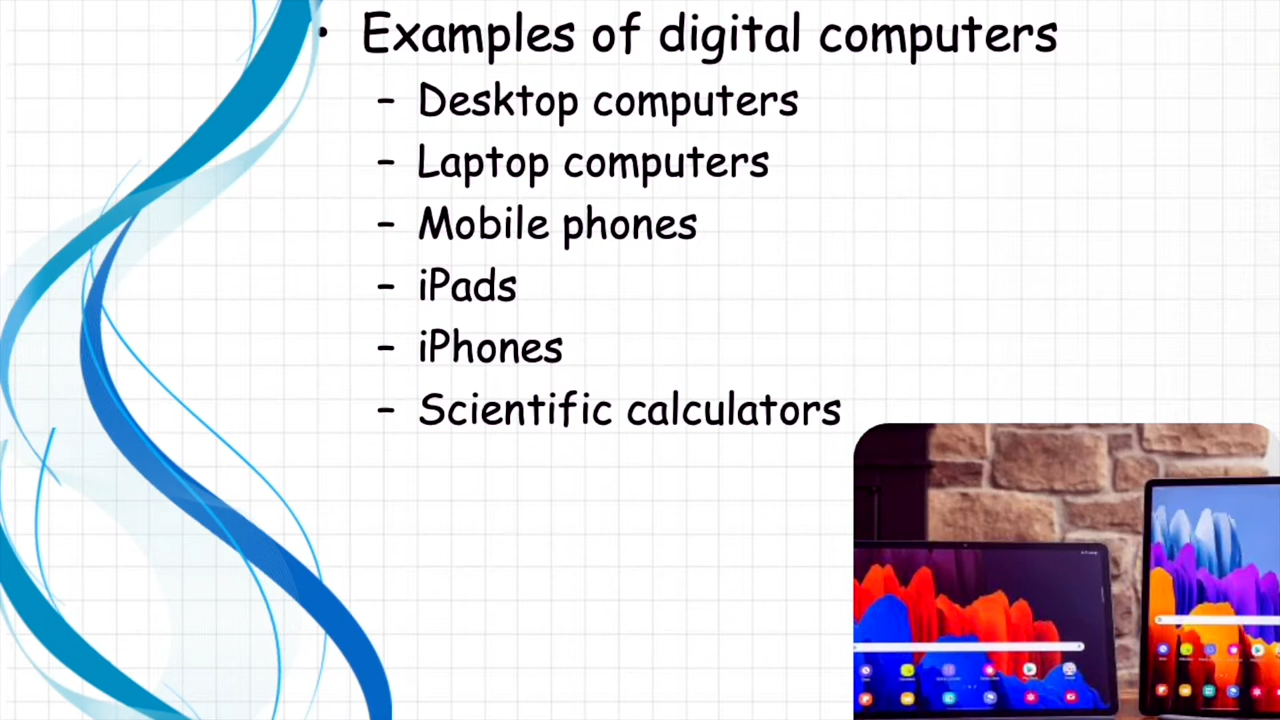 • Examples of digital computers
– Desktop computers
– Laptop computers
– Mobile phones
– iPads
– iPhones
– Scientific calculators